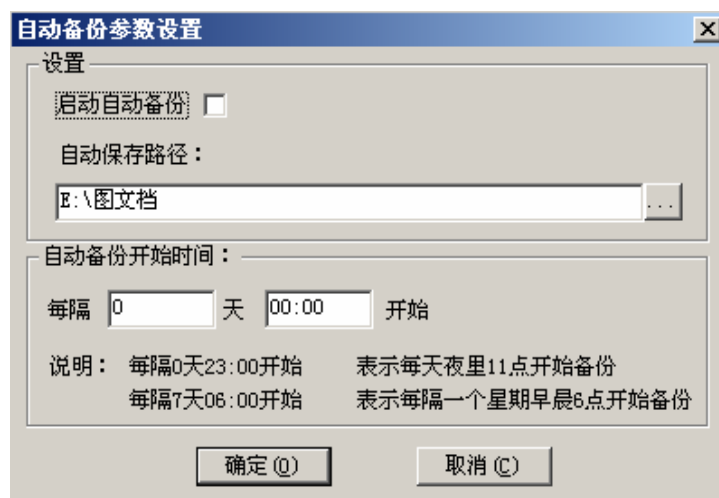 自动备份参数设置
设置
启动自动备份
自动保存路径：
E:\图文档
...
自动备份开始时间：
每隔 0 天 00:00 开始
说明： 每隔0天23:00开始 表示每天夜里11点开始备份
每隔7天06:00开始 表示每隔一个星期早晨6点开始备份
确定(O) 取消(C)